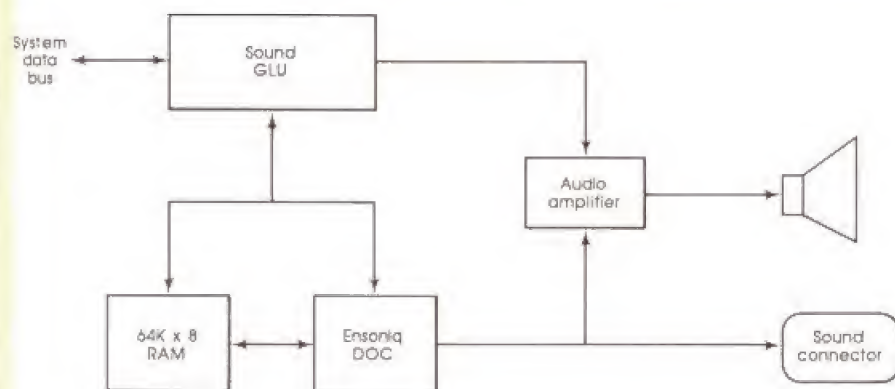 System
data
bus
Sound
GLU
Audio
amplifier
64K x 8
RAM
Ensoniq
DOC
Sound
connector